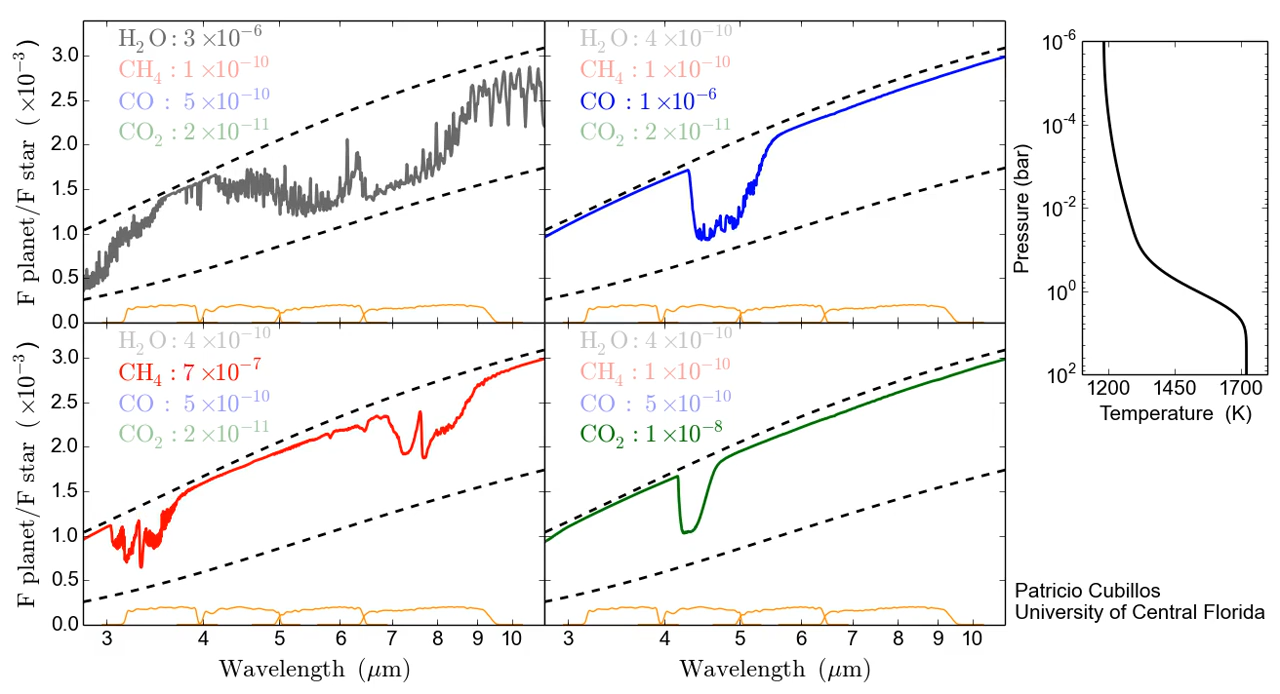 H₂O : 3 ×10⁻⁶
CH₄ : 1 ×10⁻¹⁰
CO : 5 ×10⁻¹⁰
CO₂ : 2 ×10⁻¹¹
F planet/F star (×10⁻³)
3.0
2.5
2.0
1.5
1.0
0.5
0.0
H₂O : 4 ×10⁻¹⁰
CH₄ : 1 ×10⁻¹⁰
CO : 1 ×10⁻⁶
CO₂ : 2 ×10⁻¹¹
10⁻⁶
10⁻⁴
10⁻²
10⁰
10²
Pressure (bar)
1200 1450 1700
Temperature (K)
H₂O : 4 ×10⁻¹⁰
CH₄ : 7 ×10⁻⁷
CO : 5 ×10⁻¹⁰
CO₂ : 2 ×10⁻¹¹
F planet/F star (×10⁻³)
3.0
2.5
2.0
1.5
1.0
0.5
0.0
3 4 5 6 7 8 9 10
Wavelength (μm)
H₂O : 4 ×10⁻¹⁰
CH₄ : 1 ×10⁻¹⁰
CO : 5 ×10⁻¹⁰
CO₂ : 1 ×10⁻⁸
3 4 5 6 7 8 9 10
Wavelength (μm)
Patricio Cubillos
University of Central Florida